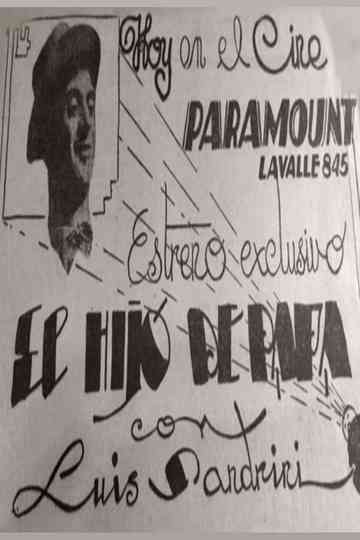 Hoy en el Cine
PARAMOUNT
LAVALLE 845
Estreno exclusivo
EL HIJO DE PAPA
con
Luis Sandrini